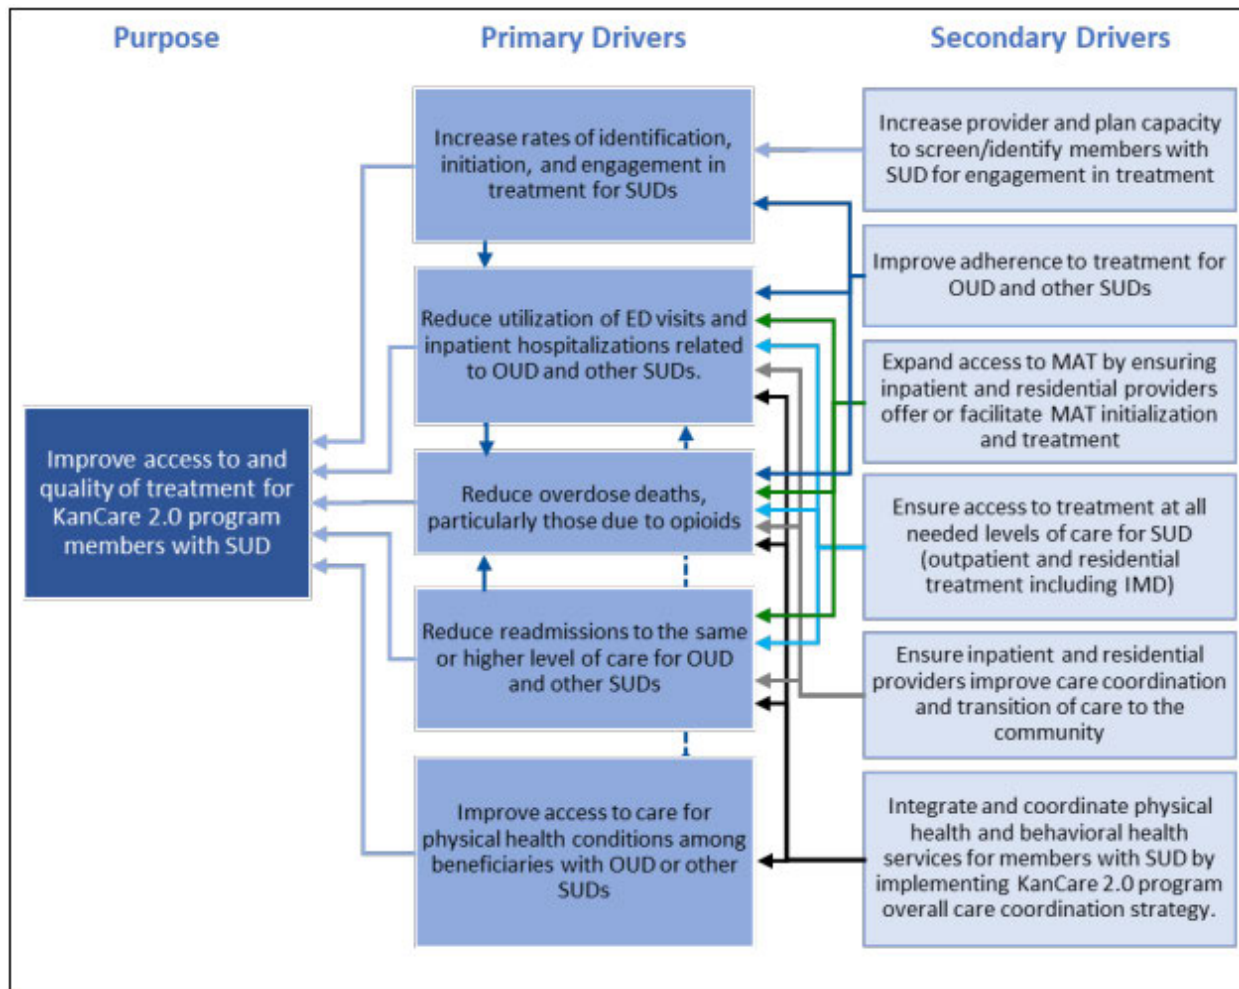 Purpose
Primary Drivers
Secondary Drivers
Increase rates of identification,
initiation, and engagement in
treatment for SUDs
Reduce utilization of ED visits and
inpatient hospitalizations related
to OUD and other SUDs.
Reduce overdose deaths,
particularly those due to opioids
Reduce readmissions to the same
or higher level of care for OUD
and other SUDs
Improve access to care for
physical health conditions among
beneficiaries with OUD or other
SUDs
Improve access to and
quality of treatment for
KanCare 2.0 program
members with SUD
Increase provider and plan capacity
to screen/identify members with
SUD for engagement in treatment
Improve adherence to treatment for
OUD and other SUDs
Expand access to MAT by ensuring
inpatient and residential providers
offer or facilitate MAT initialization
and treatment
Ensure access to treatment at all
needed levels of care for SUD
(outpatient and residential
treatment including IMD)
Ensure inpatient and residential
providers improve care coordination
and transition of care to the
community
Integrate and coordinate physical
health and behavioral health
services for members with SUD by
implementing KanCare 2.0 program
overall care coordination strategy.